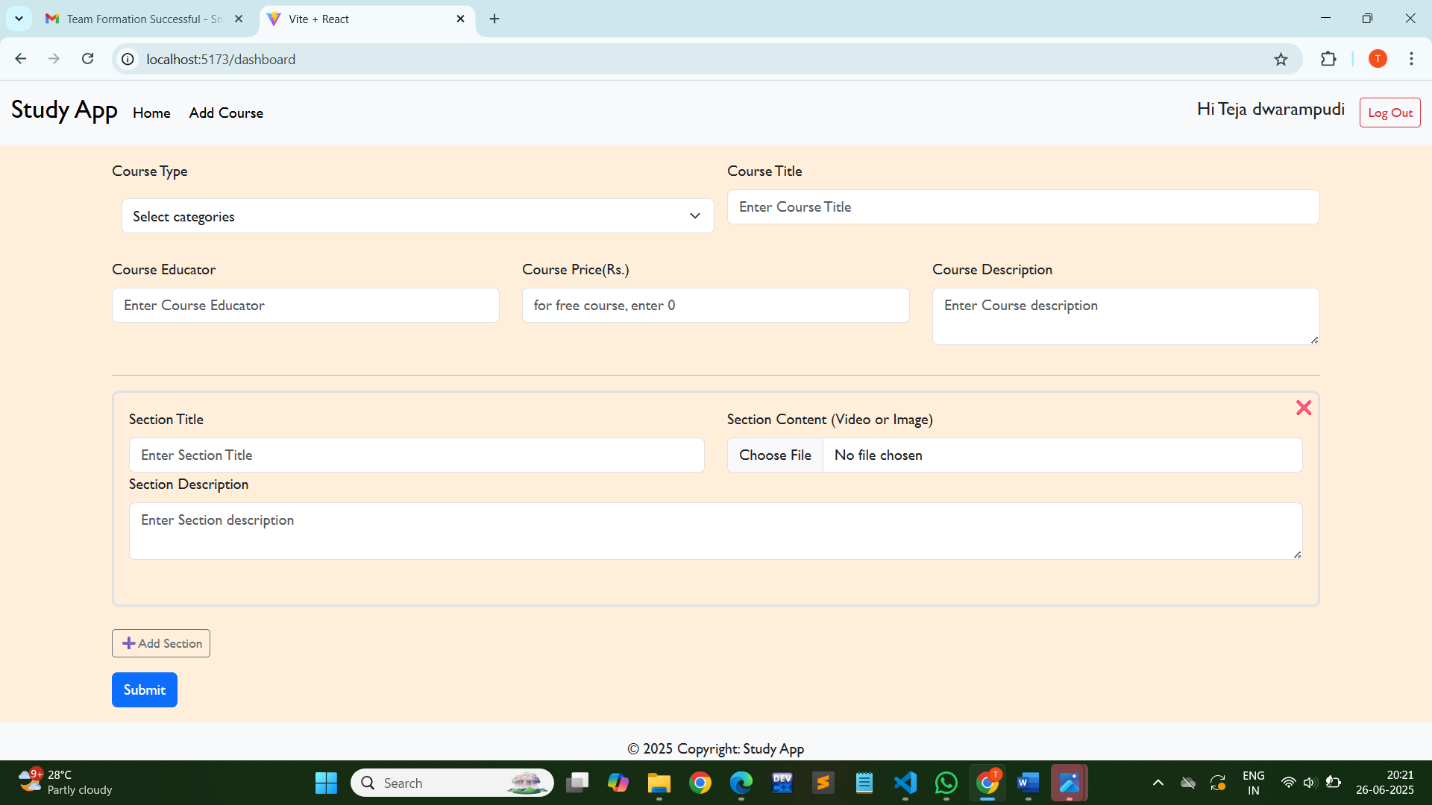 Team Formation Successful - Sm
Vite + React
localhost:5173/dashboard
T
Study App Home Add Course Hi Teja dwarampudi Log Out
Course Type Course Title
Select categories Enter Course Title
Course Educator Course Price(Rs.) Course Description
Enter Course Educator for free course, enter 0 Enter Course description
Section Title Section Content (Video or Image)
Enter Section Title Choose File No file chosen
Section Description
Enter Section description
Add Section
Submit
© 2025 Copyright: Study App
9+ 28°C
Partly cloudy
Search
DEV
T
ENG
IN
20:21
26-06-2025